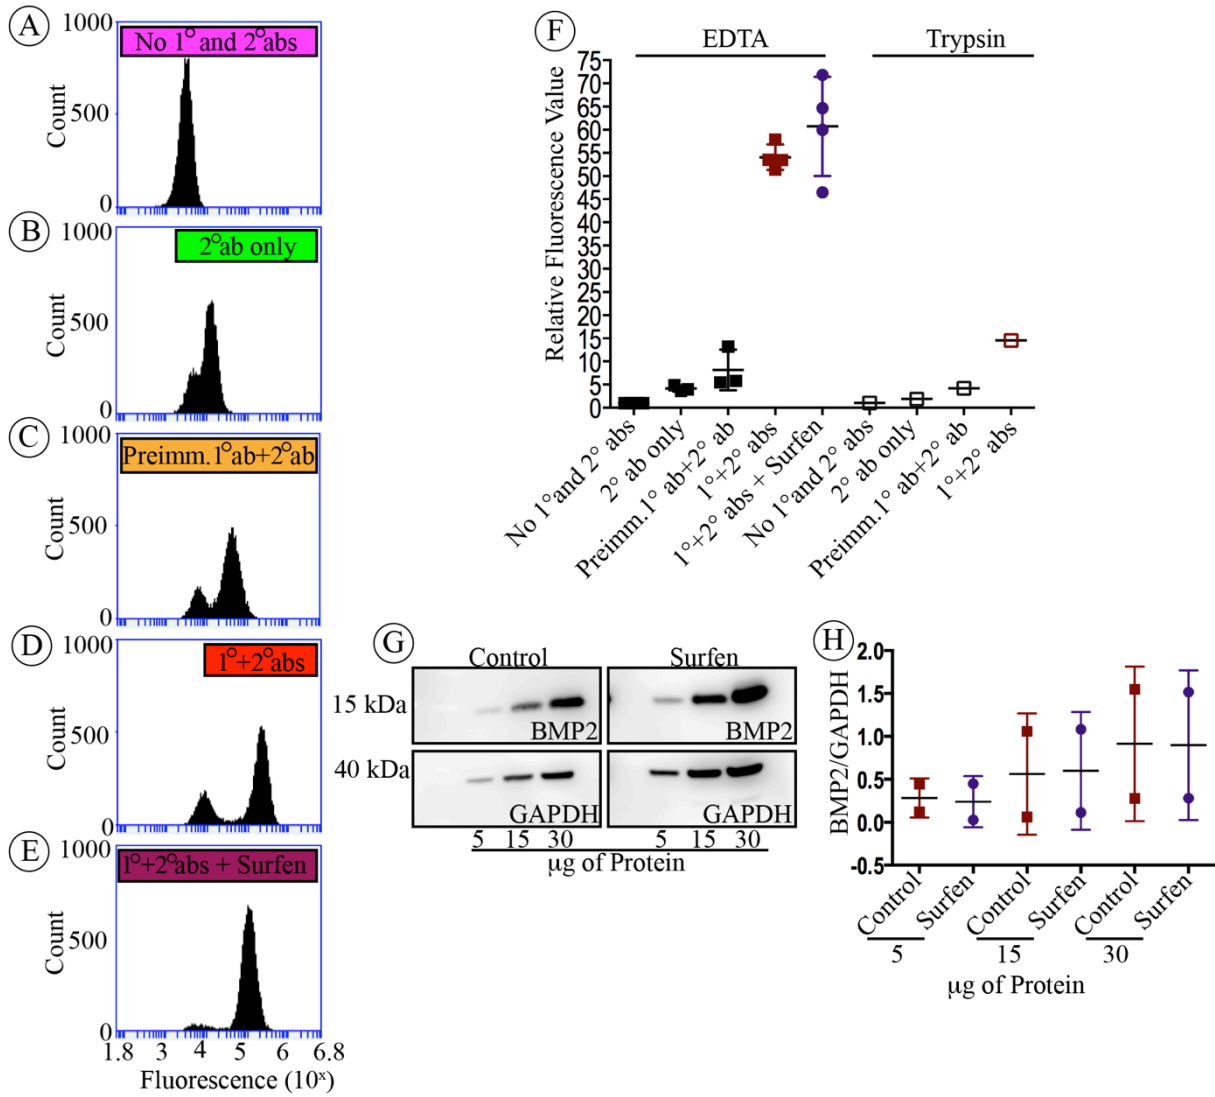 A
1000
No 1° and 2°abs
Count
500
0
B
1000
2°ab only
Count
500
0
C
1000
Preimm.1°ab+2°ab
Count
500
0
D
1000
1°+2°abs
Count
500
0
E
1000
1°+2°abs + Surfen
Count
500
0
1.8 3 4 5 6 6.8
Fluorescence (10ˣ)
F
EDTA Trypsin
Relative Fluorescence Value
75
70
65
60
55
50
45
40
35
30
25
20
15
10
5
0
No 1°and 2° abs
2° ab only
Preimm.1° ab+2° ab
1°+2° abs
1°+2° abs + Surfen
No 1°and 2° abs
2° ab only
Preimm.1° ab+2° ab
1°+2° abs
G
Control Surfen
15 kDa
BMP2 BMP2
40 kDa
GAPDH GAPDH
5 15 30 5 15 30
µg of Protein
H
BMP2/GAPDH
2.0
1.5
1.0
0.5
0.0
-0.5
Control Surfen Control Surfen Control Surfen
5 15 30
µg of Protein